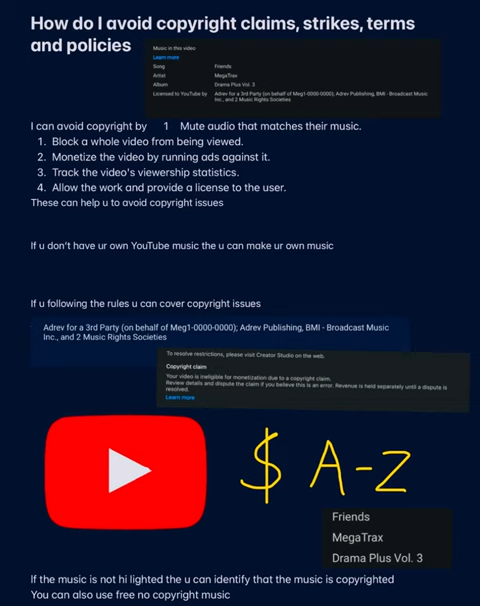 How do I avoid copyright claims, strikes, terms
and policies
Music in this video
Learn more
Song Friends
Artist MegaTrax
Album Drama Plus Vol. 3
Licensed to YouTube by Adrev for a 3rd Party (on behalf of Meg1-0000-0000); Adrev Publishing, BMI - Broadcast Music
Inc., and 2 Music Rights Societies
I can avoid copyright by 1 Mute audio that matches their music.
1. Block a whole video from being viewed.
2. Monetize the video by running ads against it.
3. Track the video's viewership statistics.
4. Allow the work and provide a license to the user.
These can help u to avoid copyright issues
If u don't have ur own YouTube music the u can make ur own music
If u following the rules u can cover copyright issues
Adrev for a 3rd Party (on behalf of Meg1-0000-0000); Adrev Publishing, BMI - Broadcast Music
Inc., and 2 Music Rights Societies
To resolve restrictions, please visit Creator Studio on the web.
Copyright claim
Your video is ineligible for monetization due to a copyright claim.
Review details and dispute the claim if you believe this is an error. Revenue is held separately until a dispute is
resolved.
Learn more
$ A-Z
Friends
MegaTrax
Drama Plus Vol. 3
If the music is not hi lighted the u can identify that the music is copyrighted
You can also use free no copyright music